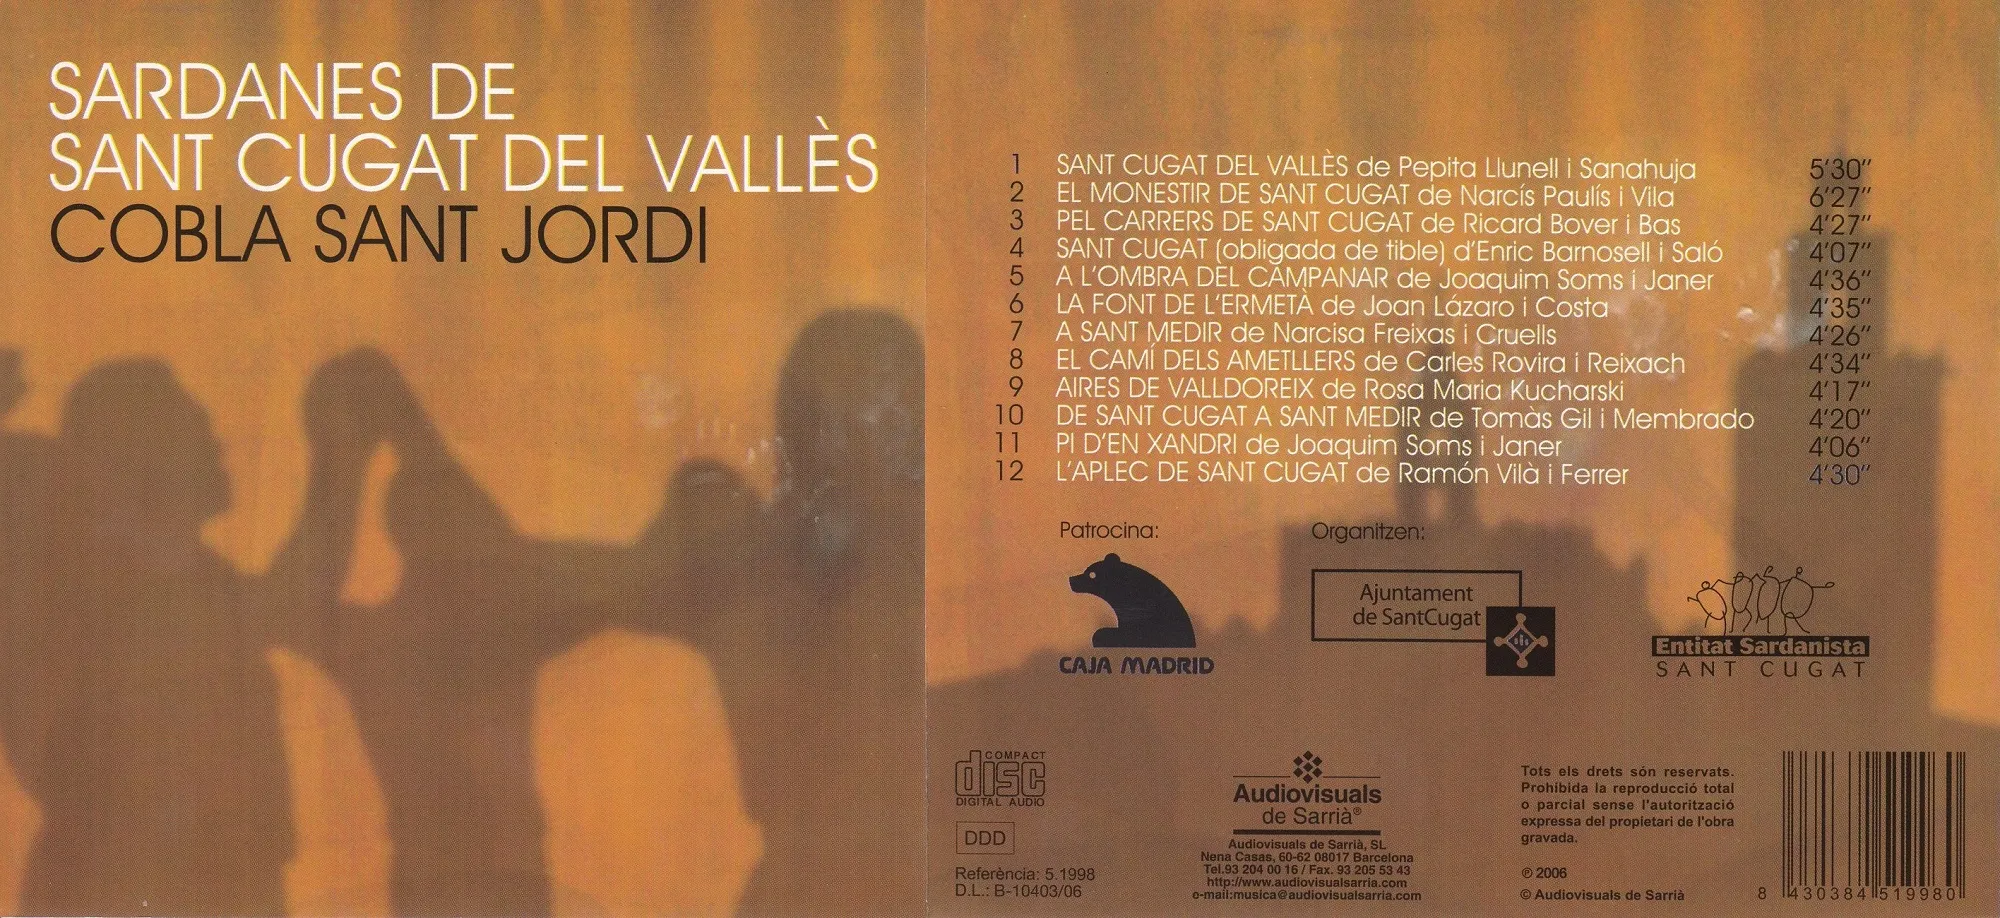 SARDANES DE
SANT CUGAT DEL VALLÈS
COBLA SANT JORDI
1 SANT CUGAT DEL VALLÈS de Pepita Llunell i Sanahuja 5'30"
2 EL MONESTIR DE SANT CUGAT de Narcís Paulís i Vila 6'27"
3 PEL CARRERS DE SANT CUGAT de Ricard Bover i Bas 4'27"
4 SANT CUGAT (obligada de tible) d'Enric Barnosell i Saló 4'07"
5 A L'OMBRA DEL CAMPANAR de Joaquim Soms i Janer 4'36"
6 LA FONT DE L'ERMETÀ de Joan Lázaro i Costa 4'35"
7 A SANT MEDIR de Narcisa Freixas i Cruells 4'26"
8 EL CAMÍ DELS AMETLLERS de Carles Rovira i Reixach 4'34"
9 AIRES DE VALLDOREIX de Rosa Maria Kucharski 4'17"
10 DE SANT CUGAT A SANT MEDIR de Tomàs Gil i Membrado 4'20"
11 PI D'EN XANDRI de Joaquim Soms i Janer 4'06"
12 L'APLEC DE SANT CUGAT de Ramón Vilà i Ferrer 4'30"
Patrocina:
CAJA MADRID
Organitzen:
Ajuntament
de SantCugat
Entitat Sardanista
SANT CUGAT
COMPACT
disc
DIGITAL AUDIO
DDD
Referència: 5.1998
D.L.: B-10403/06
Audiovisuals
de Sarrià®
Audiovisuals de Sarrià, SL
Nena Casas, 60-62 08017 Barcelona
Tel.93 204 00 16 / Fax. 93 205 53 43
http://www.audiovisualsarria.com
e-mail:musica@audiovisualsarria.com
Tots els drets són reservats.
Prohibida la reproducció total
o parcial sense l'autorització
expressa del propietari de l'obra
gravada.
℗ 2006
© Audiovisuals de Sarrià
8 430384 519980